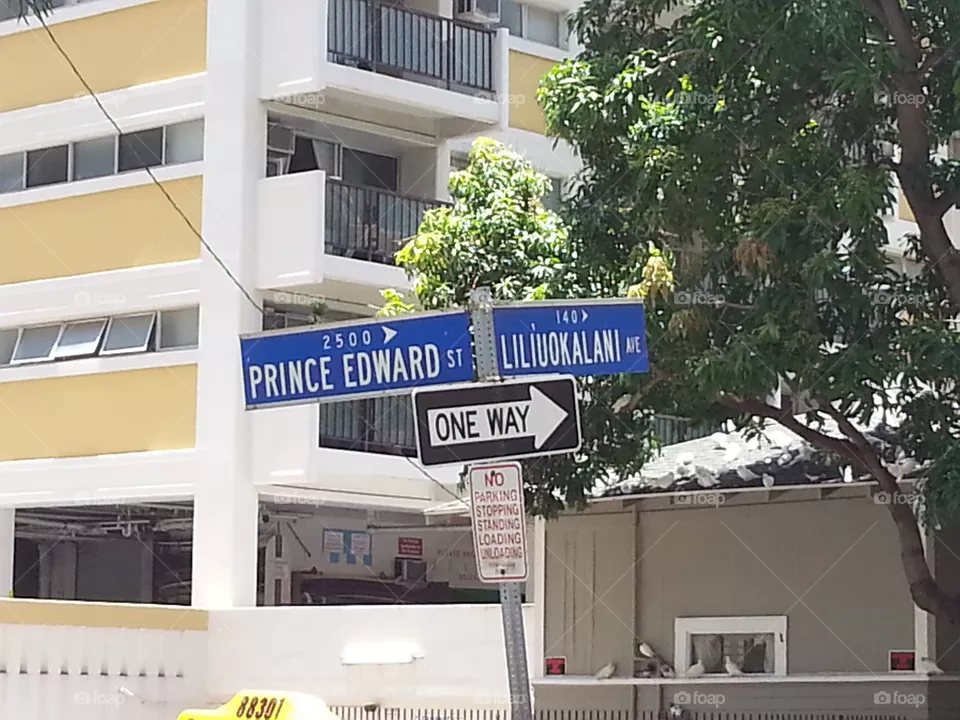 2500
PRINCE EDWARD ST
140
LILIUOKALANI AVE
ONE WAY
NO
PARKING
STOPPING
STANDING
LOADING
UNLOADING
88301